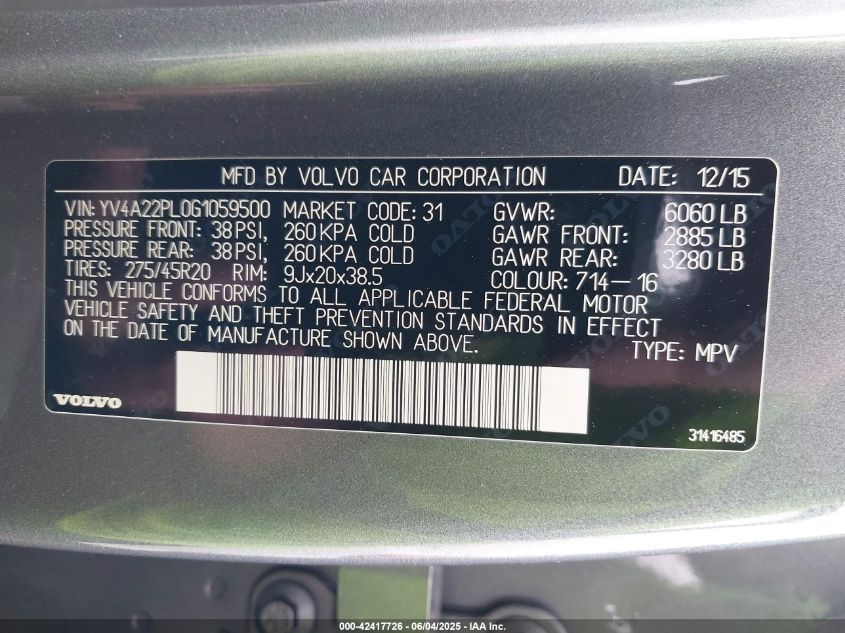 MFD BY VOLVO CAR CORPORATION DATE: 12/15
VIN: YV4A22PL0G1059500 MARKET CODE: 31 GVWR: 6060 LB
PRESSURE FRONT: 38 PSI, 260 KPA COLD GAWR FRONT: 2885 LB
PRESSURE REAR: 38 PSI, 260 KPA COLD GAWR REAR: 3280 LB
TIRES: 275/45R20 RIM: 9Jx20x38.5 COLOUR: 714-16
THIS VEHICLE CONFORMS TO ALL APPLICABLE FEDERAL MOTOR
VEHICLE SAFETY AND THEFT PREVENTION STANDARDS IN EFFECT
ON THE DATE OF MANUFACTURE SHOWN ABOVE. TYPE: MPV
VOLVO
31416485
000-42417726 - 06/04/2025 - IAA Inc.